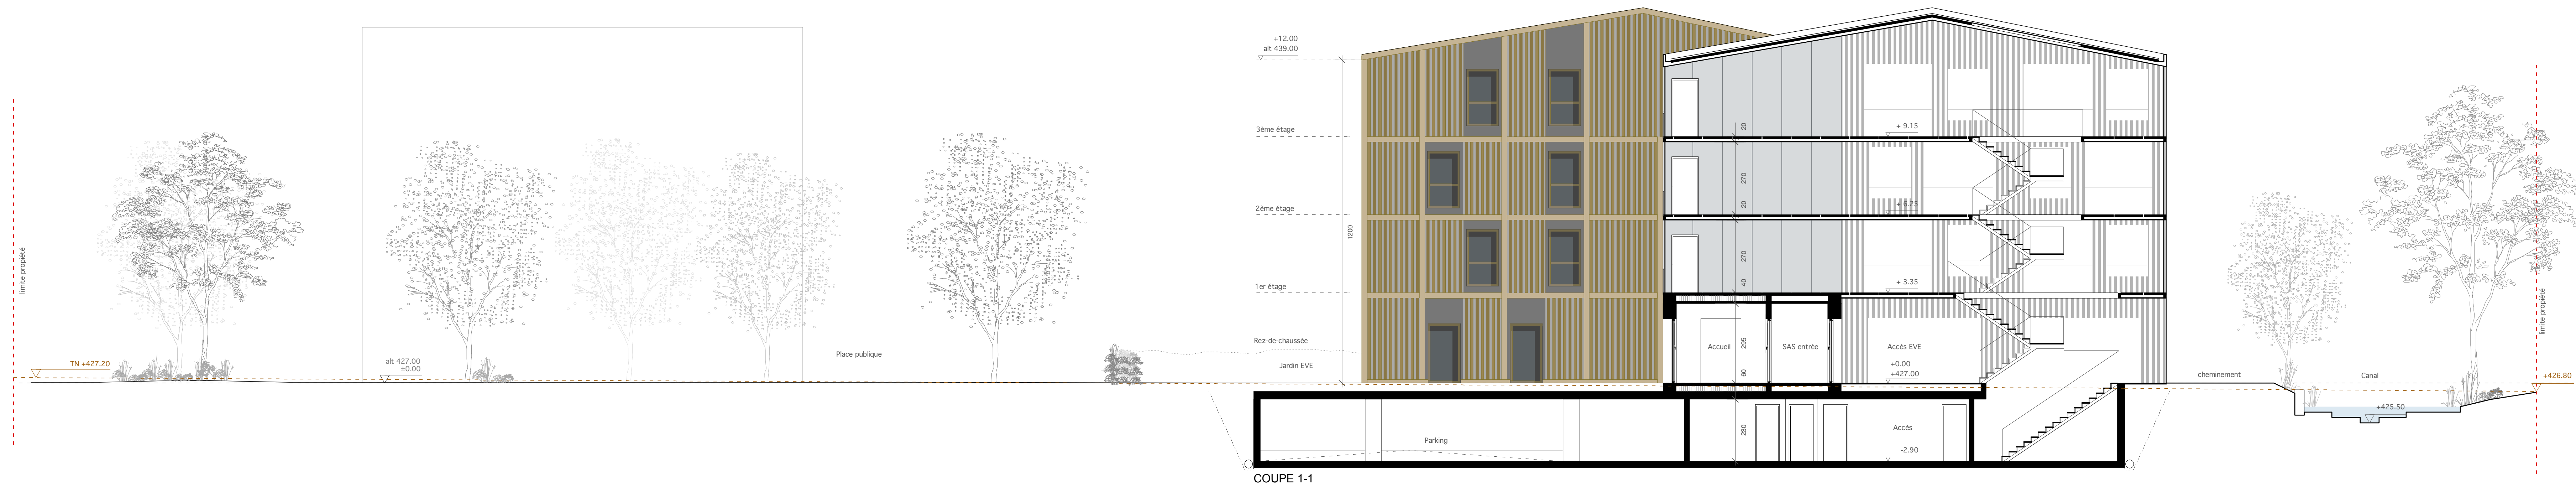 limite propiété
TN +427.20
alt 427.00
±0.00
Place publique
+12.00
alt 439.00
3ème étage
2ème étage
1er étage
Rez-de-chaussée
Jardin EVE
1200
20
270
20
270
40
295
60
230
+ 9.15
+ 6.25
+ 3.35
Accueil
SAS entrée
Accès EVE
+0.00
+427.00
Parking
Accès
-2.90
cheminement
Canal
+425.50
+426.80
limite propiété
COUPE 1-1